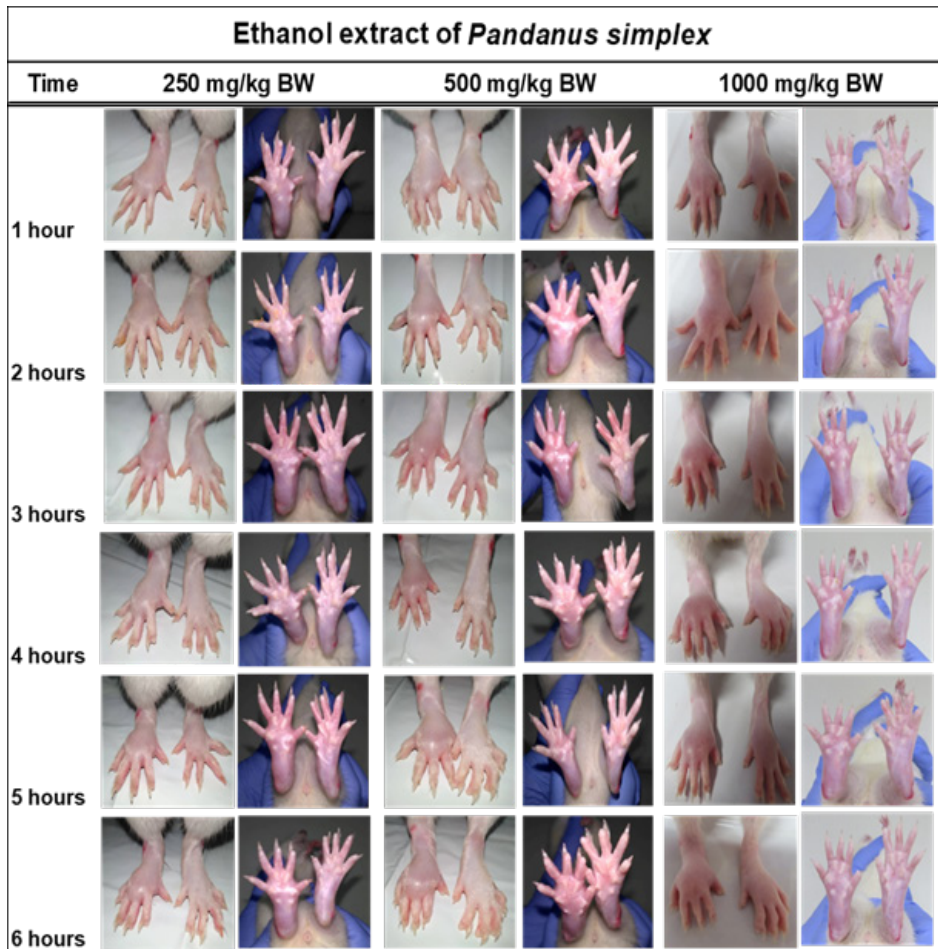 Ethanol extract of Pandanus simplex
Time 250 mg/kg BW 500 mg/kg BW 1000 mg/kg BW
1 hour
2 hours
3 hours
4 hours
5 hours
6 hours